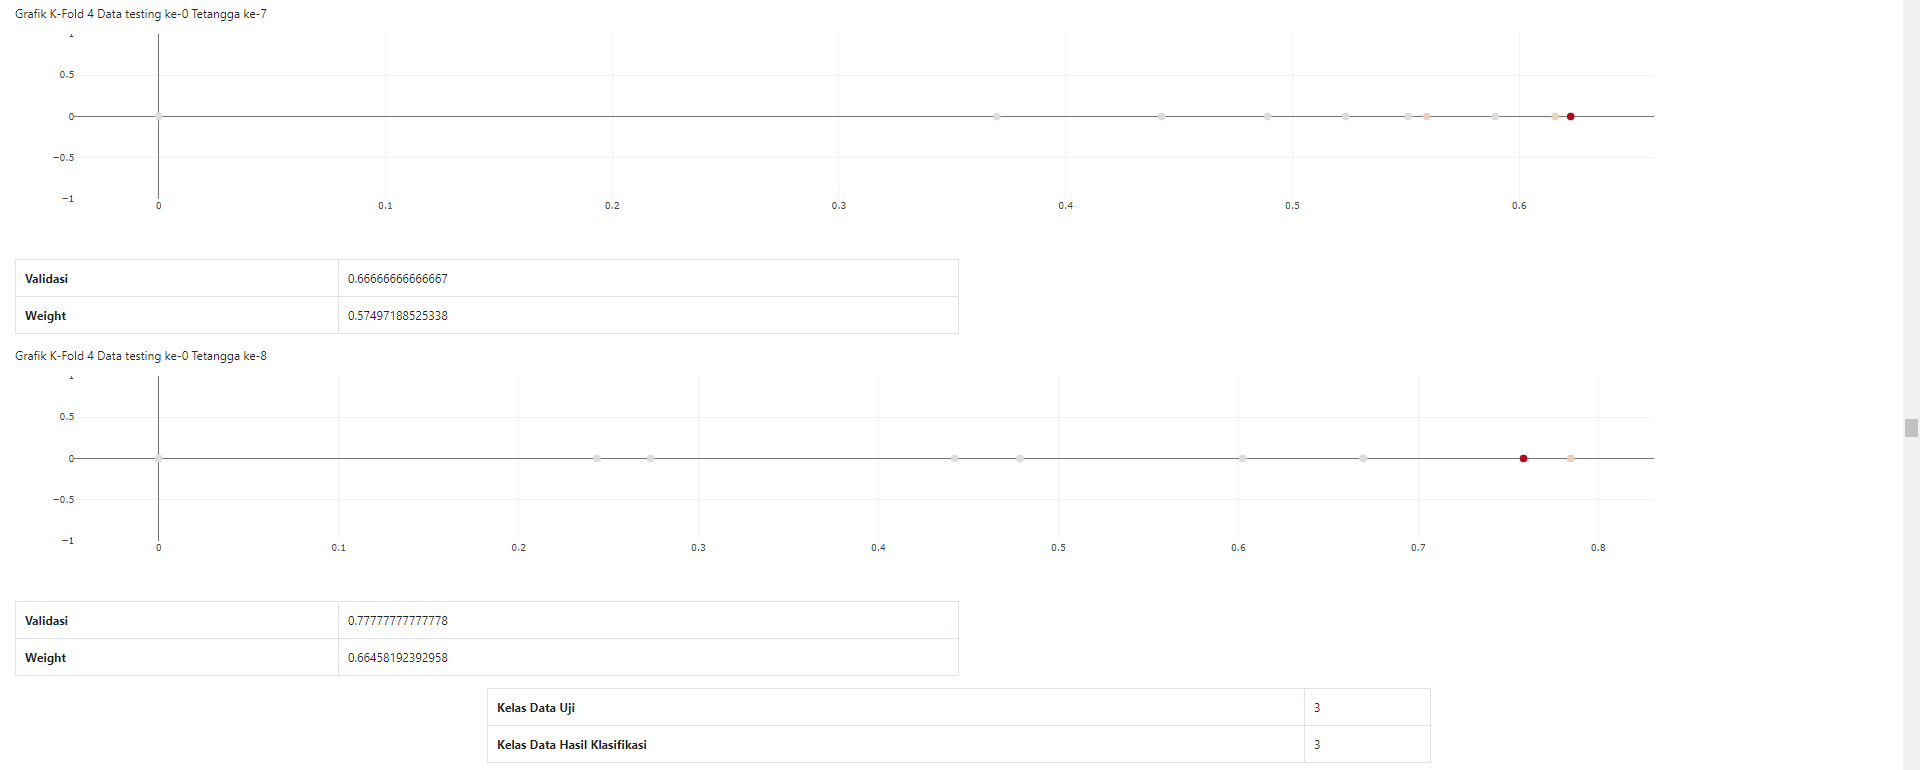 Grafik K-Fold 4 Data testing ke-0 Tetangga ke-7
1
0.5
0
−0.5
−1
0 0.1 0.2 0.3 0.4 0.5 0.6
Validasi 0.66666666666667
Weight 0.57497188525338
Grafik K-Fold 4 Data testing ke-0 Tetangga ke-8
1
0.5
0
−0.5
−1
0 0.1 0.2 0.3 0.4 0.5 0.6 0.7 0.8
Validasi 0.77777777777778
Weight 0.66458192392958
Kelas Data Uji 3
Kelas Data Hasil Klasifikasi 3